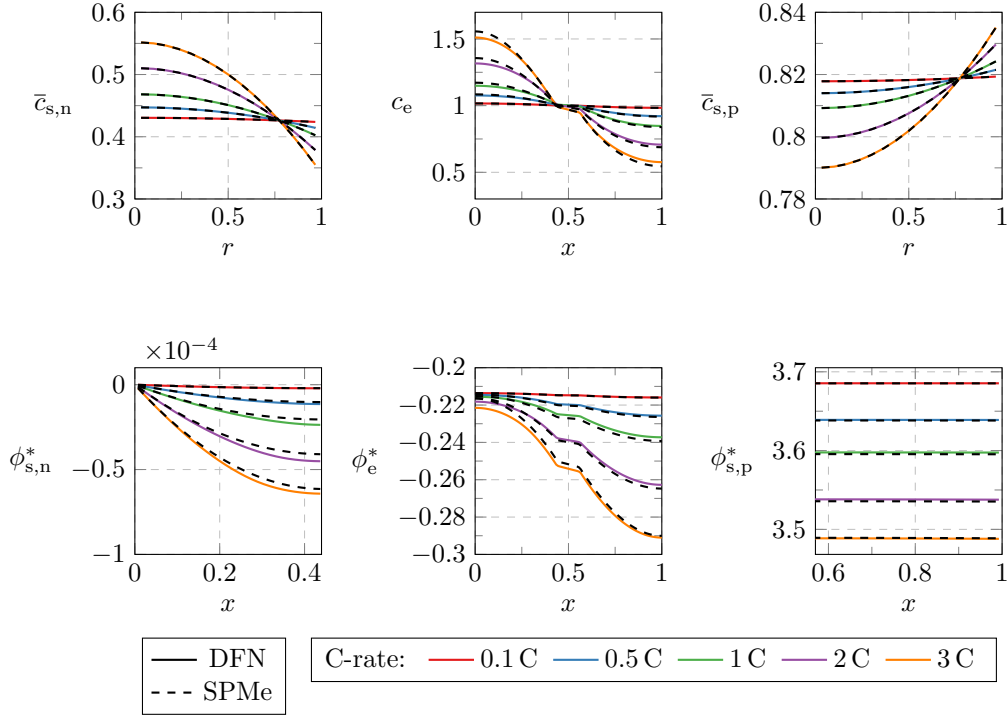 0.6
0.5
0.4
0.3
c̅s,n
0
0.5
1
r
1.5
1
0.5
ce
0
0.5
1
x
0.84
0.82
0.8
0.78
c̅s,p
0
0.5
1
r
×10−4
0
−0.5
−1
ϕ*s,n
0
0.2
0.4
x
−0.2
−0.22
−0.24
−0.26
−0.28
−0.3
ϕ*e
0
0.5
1
x
3.7
3.6
3.5
ϕ*s,p
0.6
0.8
1
x
DFN
SPMe
C-rate: 0.1 C 0.5 C 1 C 2 C 3 C